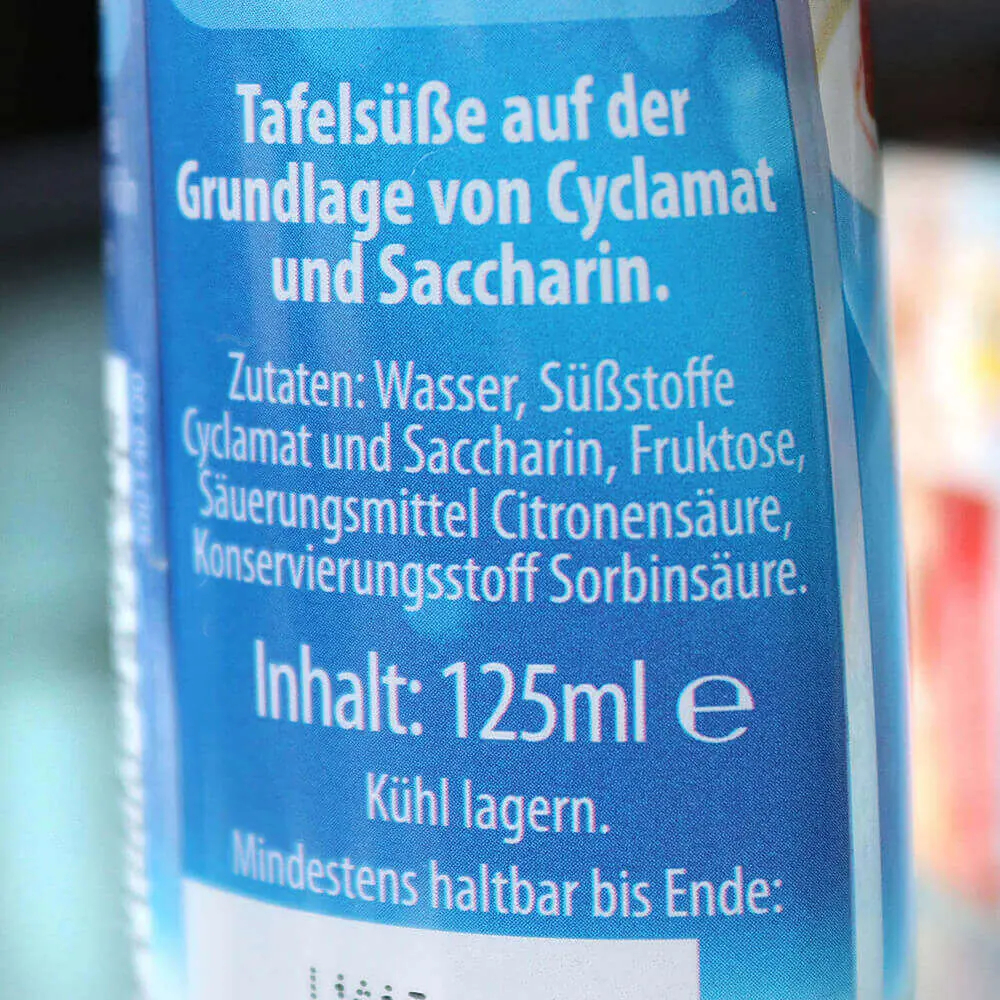 Tafelsüße auf der
Grundlage von Cyclamat
und Saccharin.
Zutaten: Wasser, Süßstoffe
Cyclamat und Saccharin, Fruktose,
Säuerungsmittel Citronensäure,
Konservierungsstoff Sorbinsäure.
Inhalt: 125ml ℮
Kühl lagern.
Mindestens haltbar bis Ende: